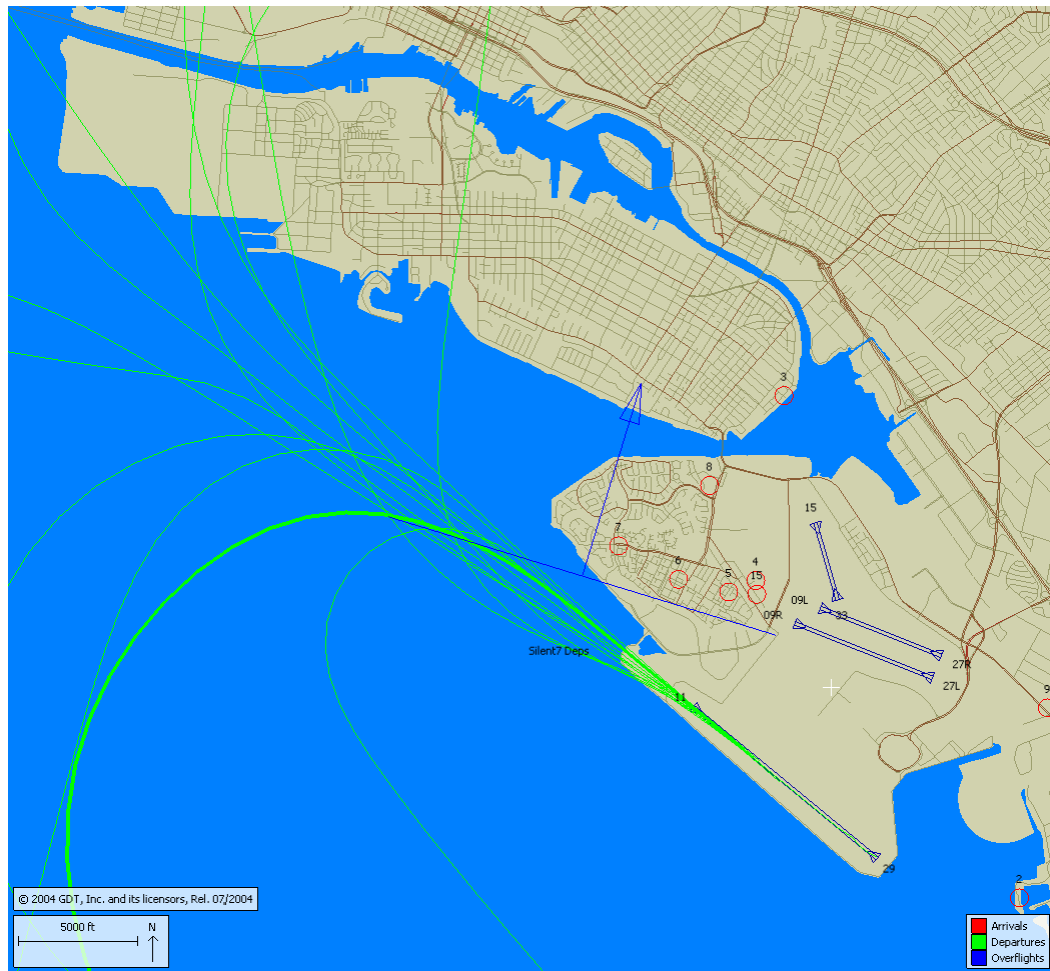 3
8
15
7
6
5
4
15
09L
33
09R
Silent7 Deps
27R
27L
11
9
29
2
© 2004 GDT, Inc. and its licensors, Rel. 07/2004
5000 ft
N
Arrivals
Departures
Overflights